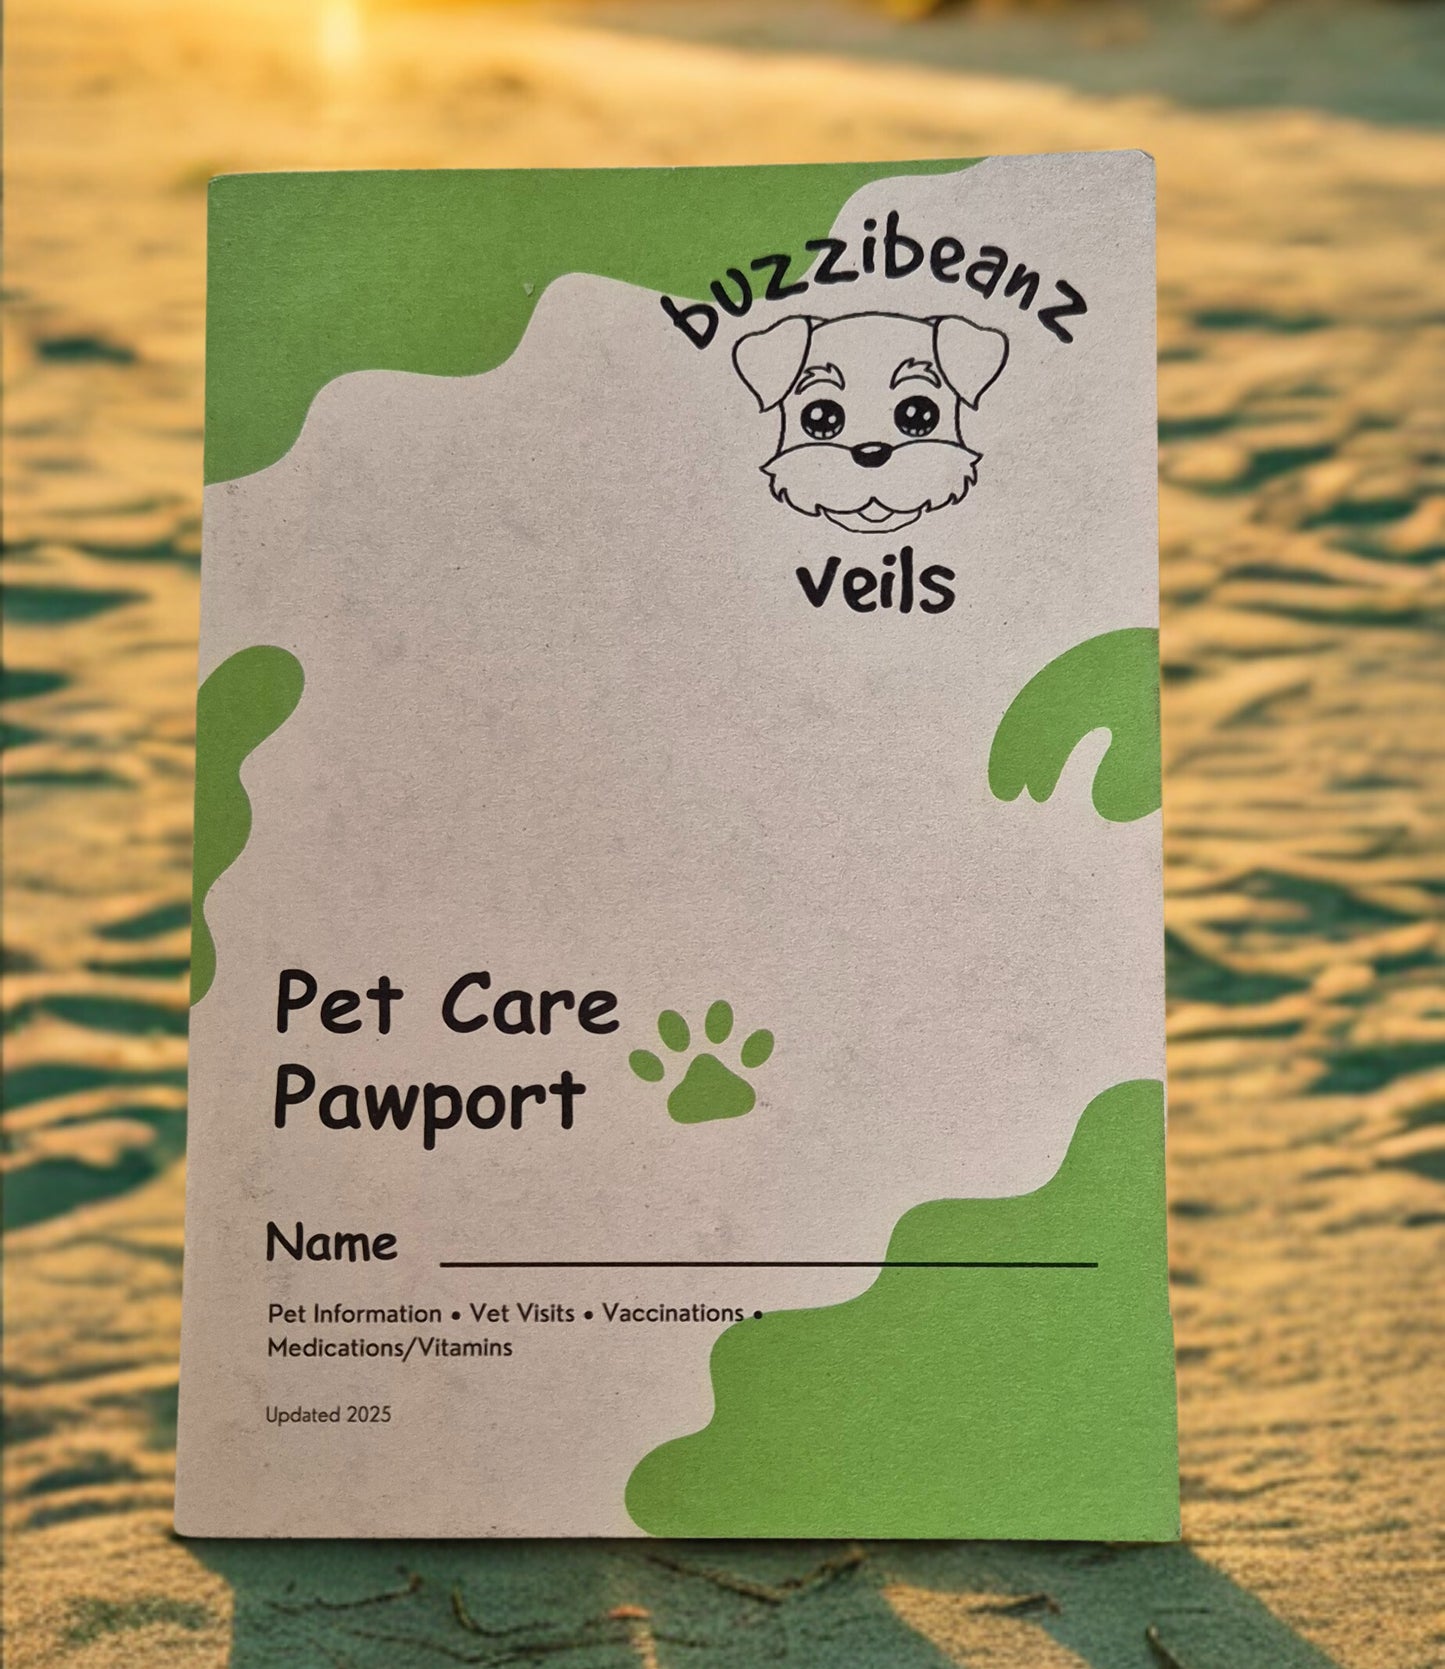 buzzibeanz
veils
Pet Care
Pawport
Name
Pet Information • Vet Visits • Vaccinations •
Medications/Vitamins
Updated 2025